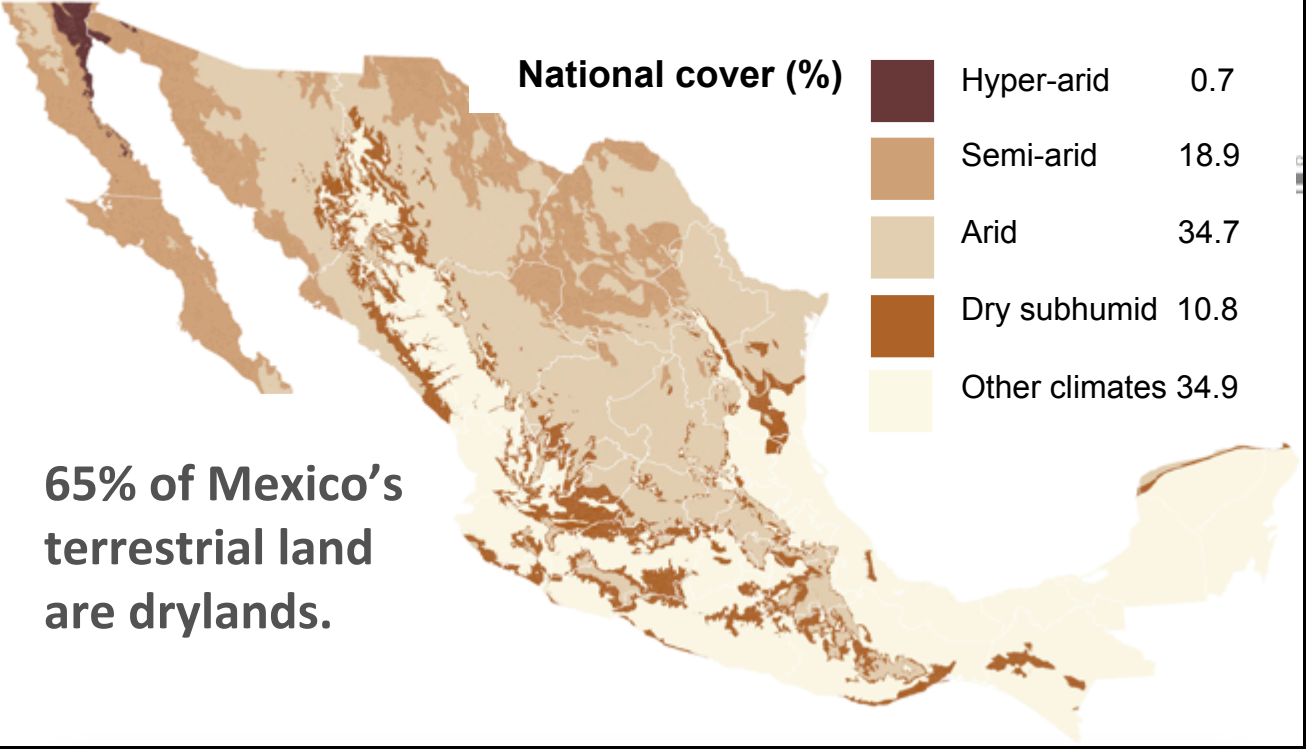 National cover (%)
Hyper-arid 0.7
Semi-arid 18.9
Arid 34.7
Dry subhumid 10.8
Other climates 34.9
65% of Mexico’s
terrestrial land
are drylands.